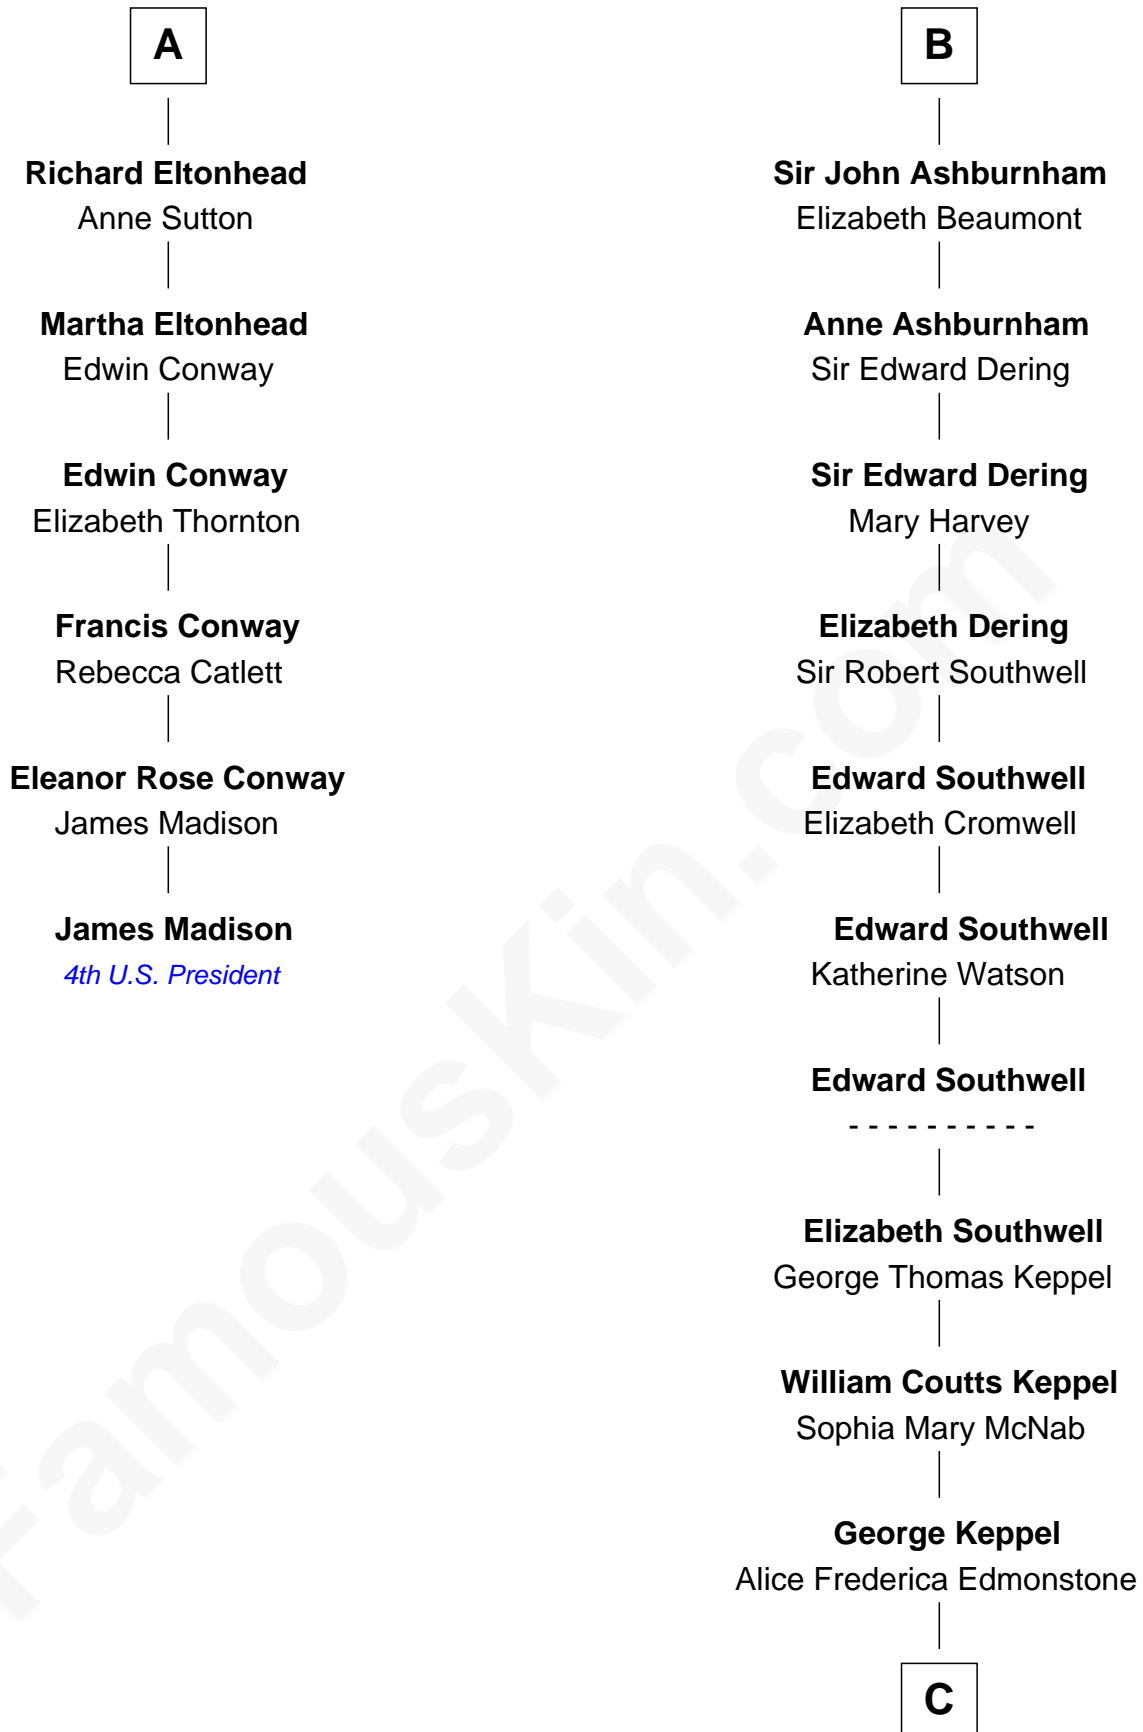 A
Richard Eltonhead
Anne Sutton
Martha Eltonhead
Edwin Conway
Edwin Conway
Elizabeth Thornton
Francis Conway
Rebecca Catlett
Eleanor Rose Conway
James Madison
James Madison
4th U.S. President
B
Sir John Ashburnham
Elizabeth Beaumont
Anne Ashburnham
Sir Edward Dering
Sir Edward Dering
Mary Harvey
Elizabeth Dering
Sir Robert Southwell
Edward Southwell
Elizabeth Cromwell
Edward Southwell
Katherine Watson
Edward Southwell
- - - - - - - - - -
Elizabeth Southwell
George Thomas Keppel
William Coutts Keppel
Sophia Mary McNab
George Keppel
Alice Frederica Edmonstone
C
FamousKin.com